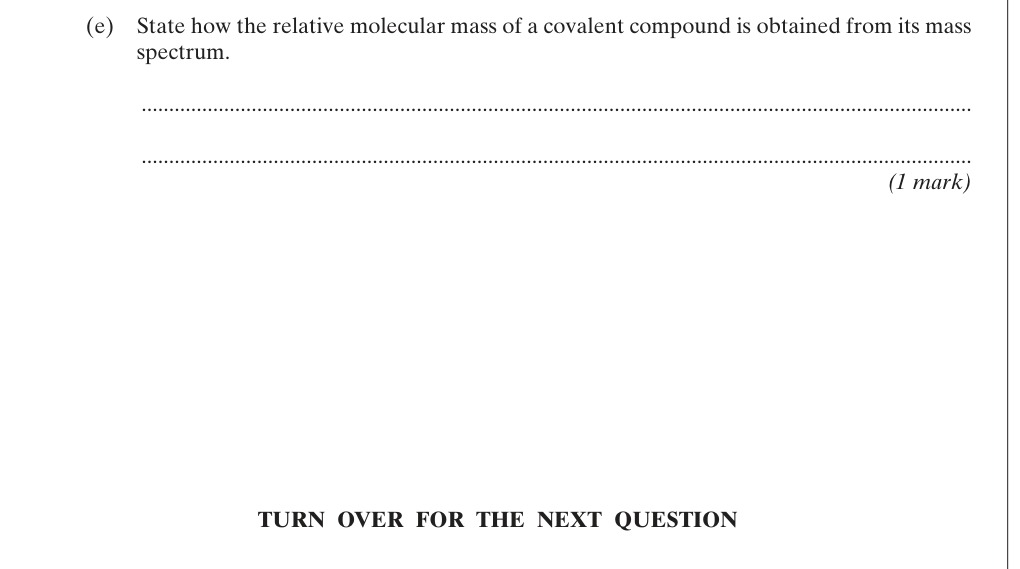 (e) State how the relative molecular mass of a covalent compound is obtained from its mass
spectrum.
................................................................................................................................................
................................................................................................................................................
(1 mark)
TURN OVER FOR THE NEXT QUESTION